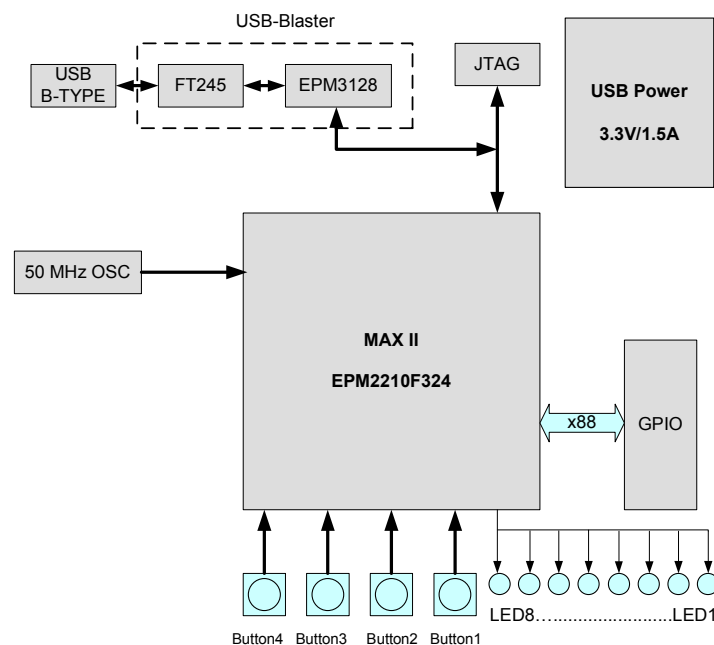 USB-Blaster
USB
B-TYPE
FT245
EPM3128
JTAG
USB Power
3.3V/1.5A
50 MHz OSC
MAX II
EPM2210F324
x88
GPIO
LED8…........................LED1
Button4
Button3
Button2
Button1